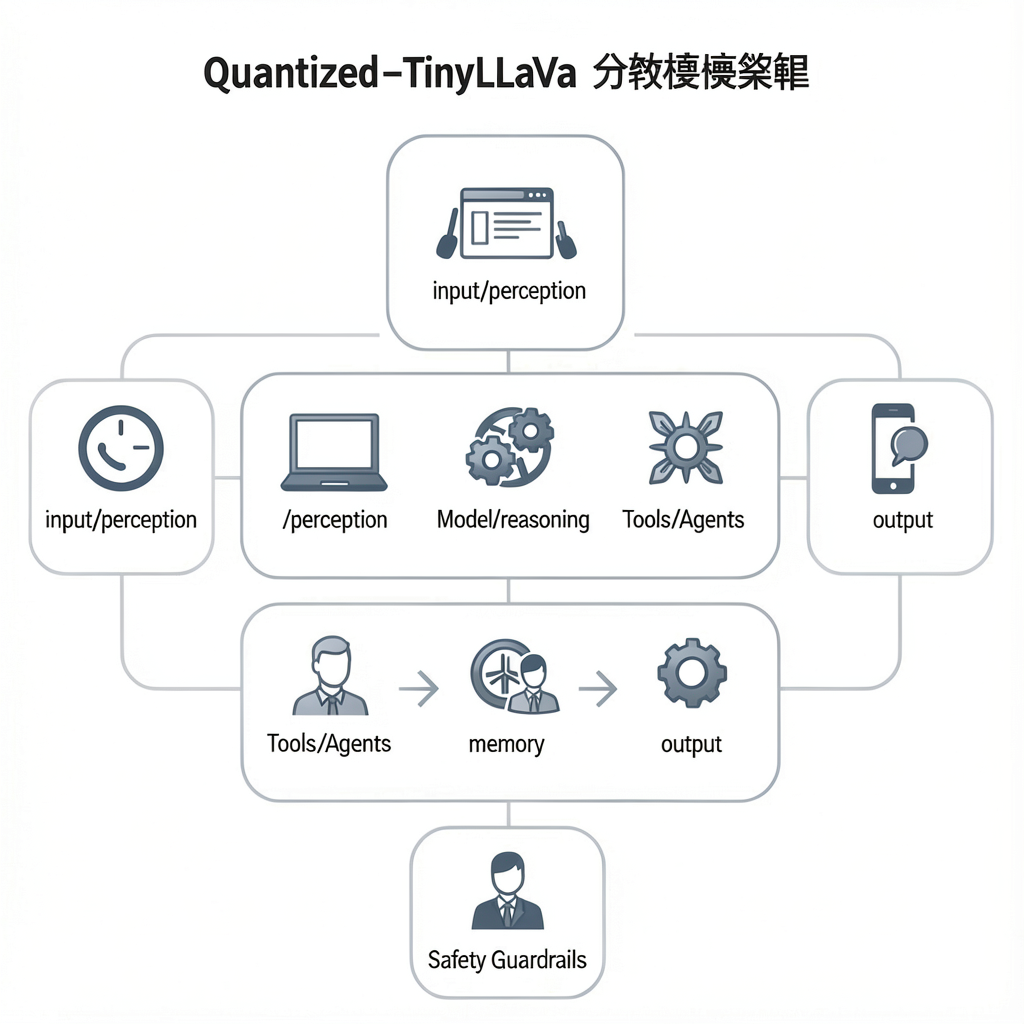 Quantized-TinyLLaVa 分
input/perception
input/perception
/perception
Model/reasoning
Tools/Agents
output
Tools/Agents
memory
output
Safety Guardrails